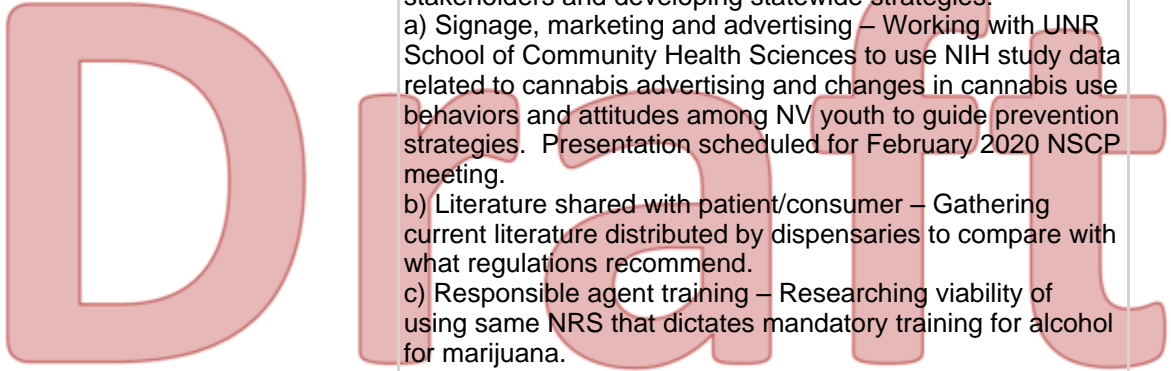 stakeholders and developing statewide strategies.
a) Signage, marketing and advertising – Working with UNR
School of Community Health Sciences to use NIH study data
related to cannabis advertising and changes in cannabis use
behaviors and attitudes among NV youth to guide prevention
strategies.  Presentation scheduled for February 2020 NSCP
meeting.
b) Literature shared with patient/consumer – Gathering
current literature distributed by dispensaries to compare with
what regulations recommend.
c) Responsible agent training – Researching viability of
using same NRS that dictates mandatory training for alcohol
for marijuana.
Draft